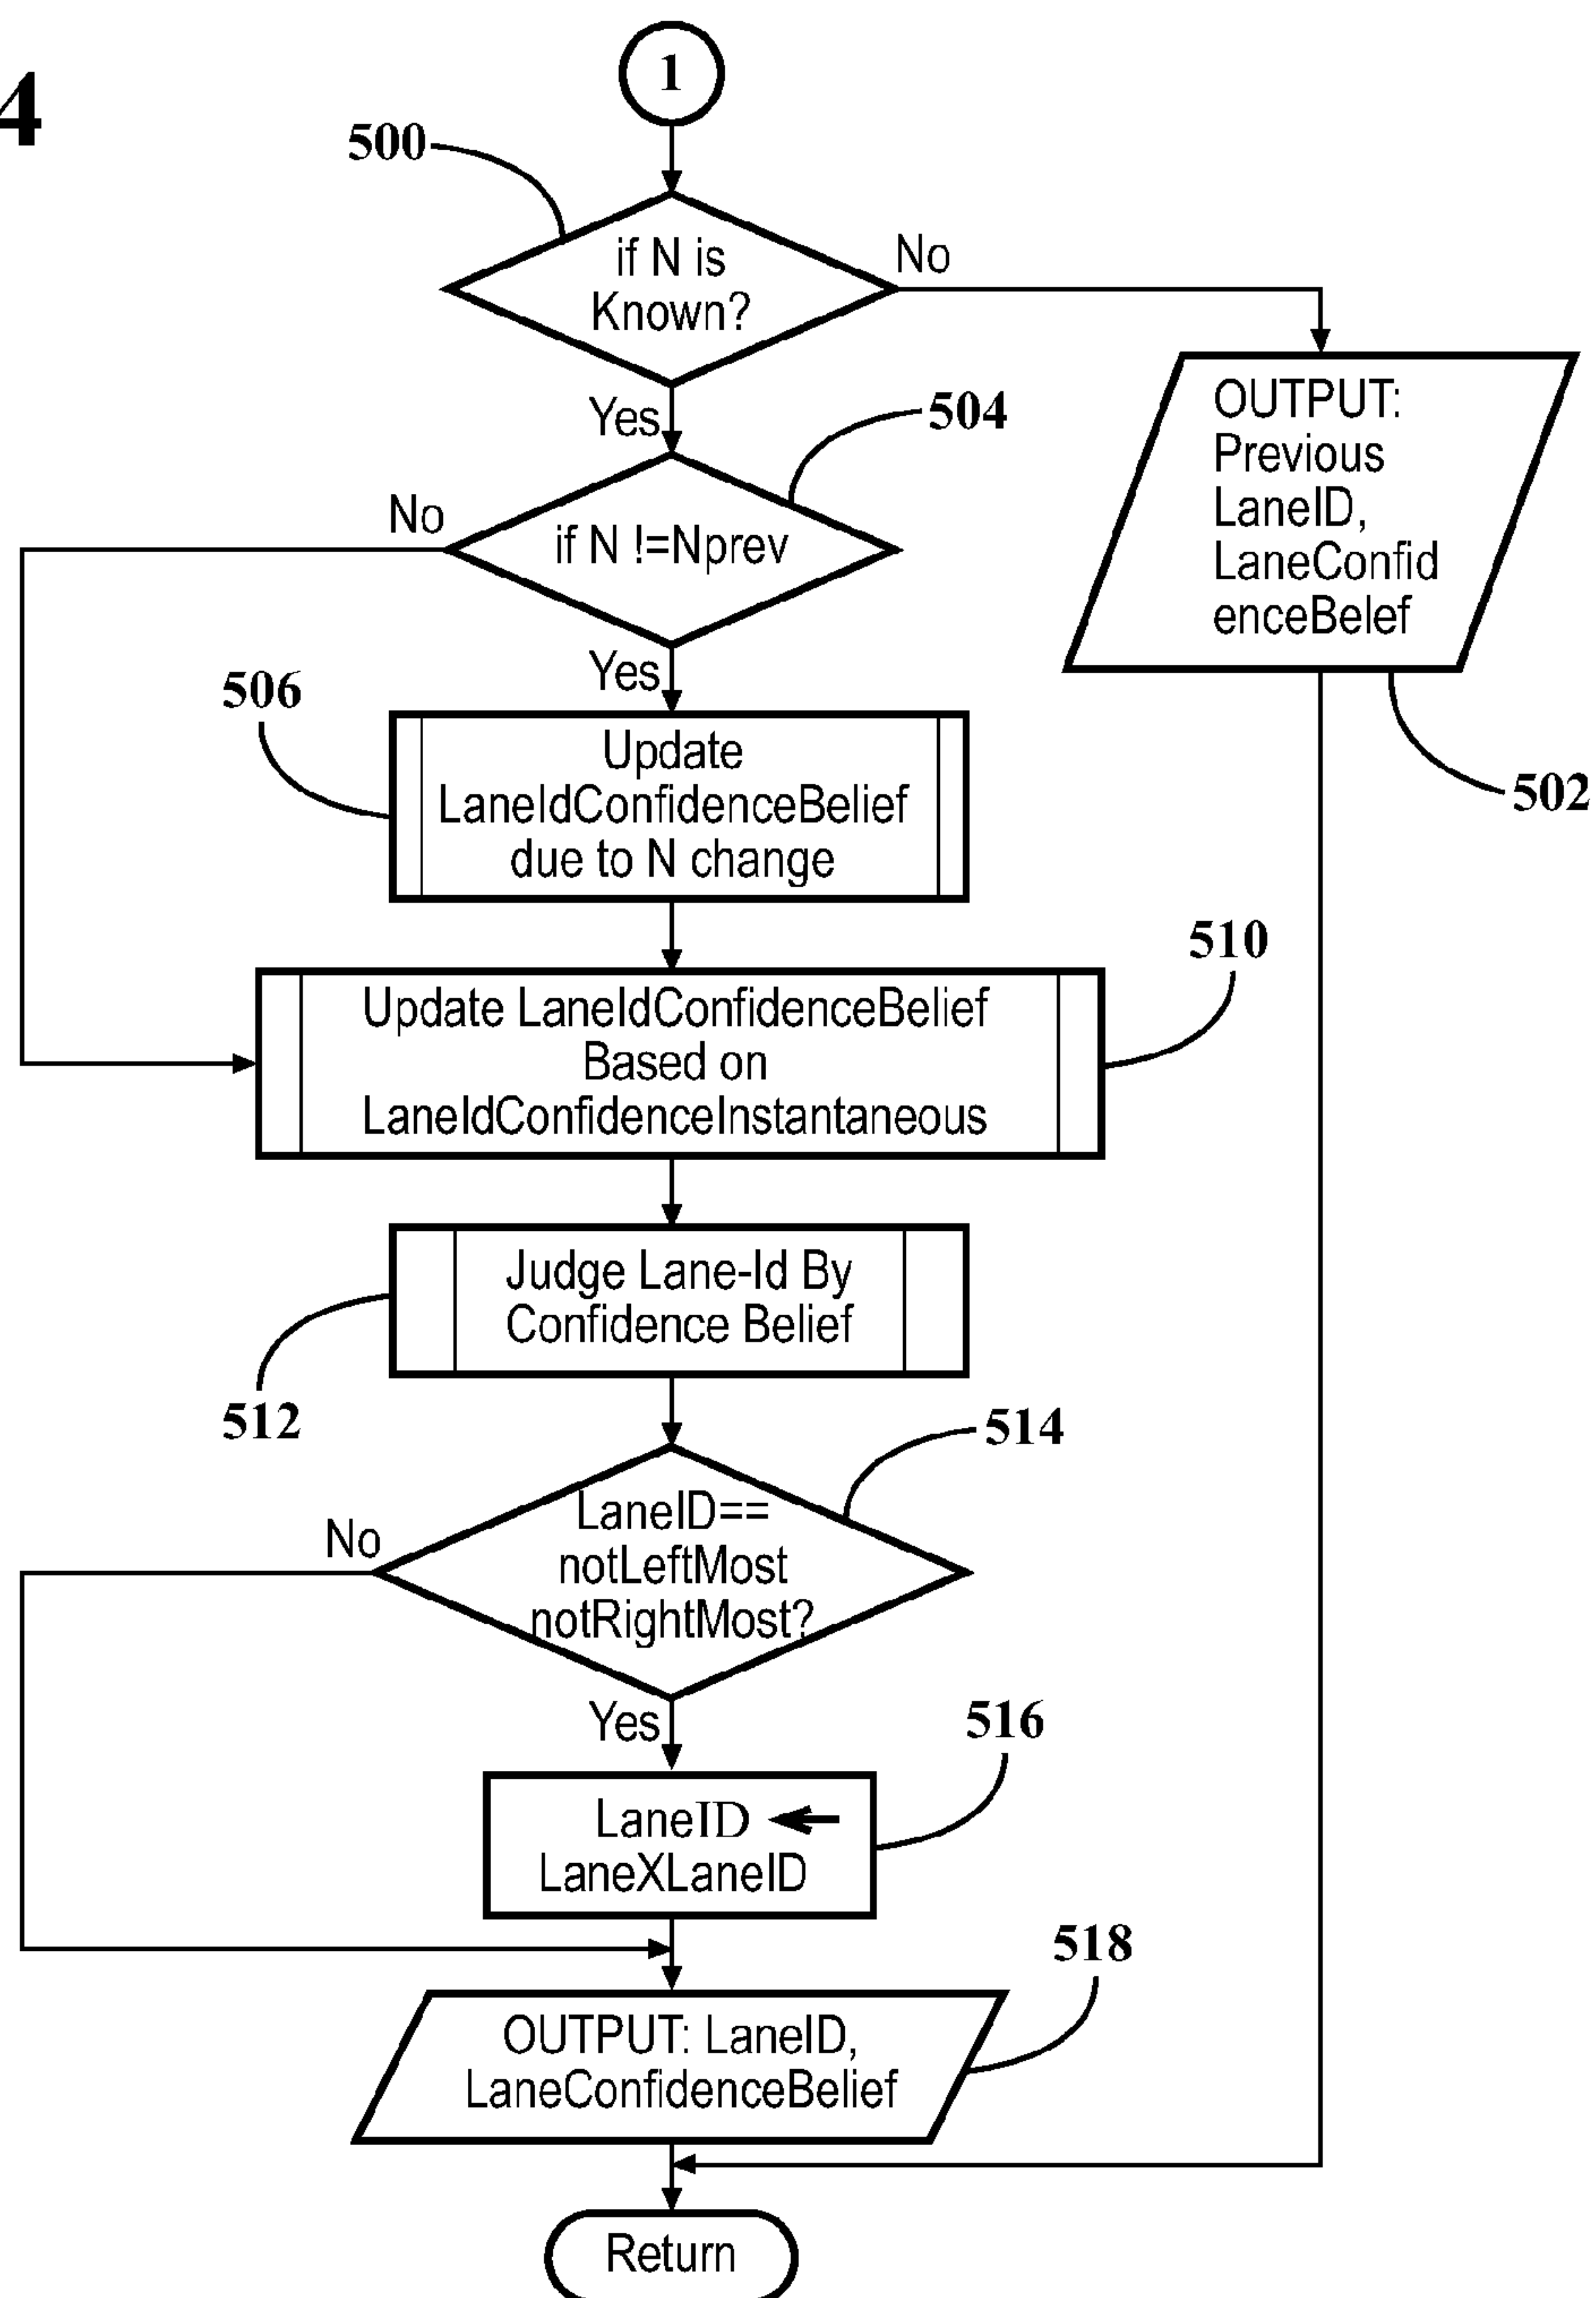 4
1
500
if N is
Known?
No
Yes
504
if N !=Nprev
No
Yes
OUTPUT:
Previous
LaneID,
LaneConfid
enceBelef
502
506
Update
LaneIdConfidenceBelief
due to N change
510
Update LaneIdConfidenceBelief
Based on
LaneIdConfidenceInstantaneous
Judge Lane-Id By
Confidence Belief
512
514
LaneID==
notLeftMost
notRightMost?
No
Yes
516
LaneID ←
LaneXLaneID
518
OUTPUT: LaneID,
LaneConfidenceBelief
Return